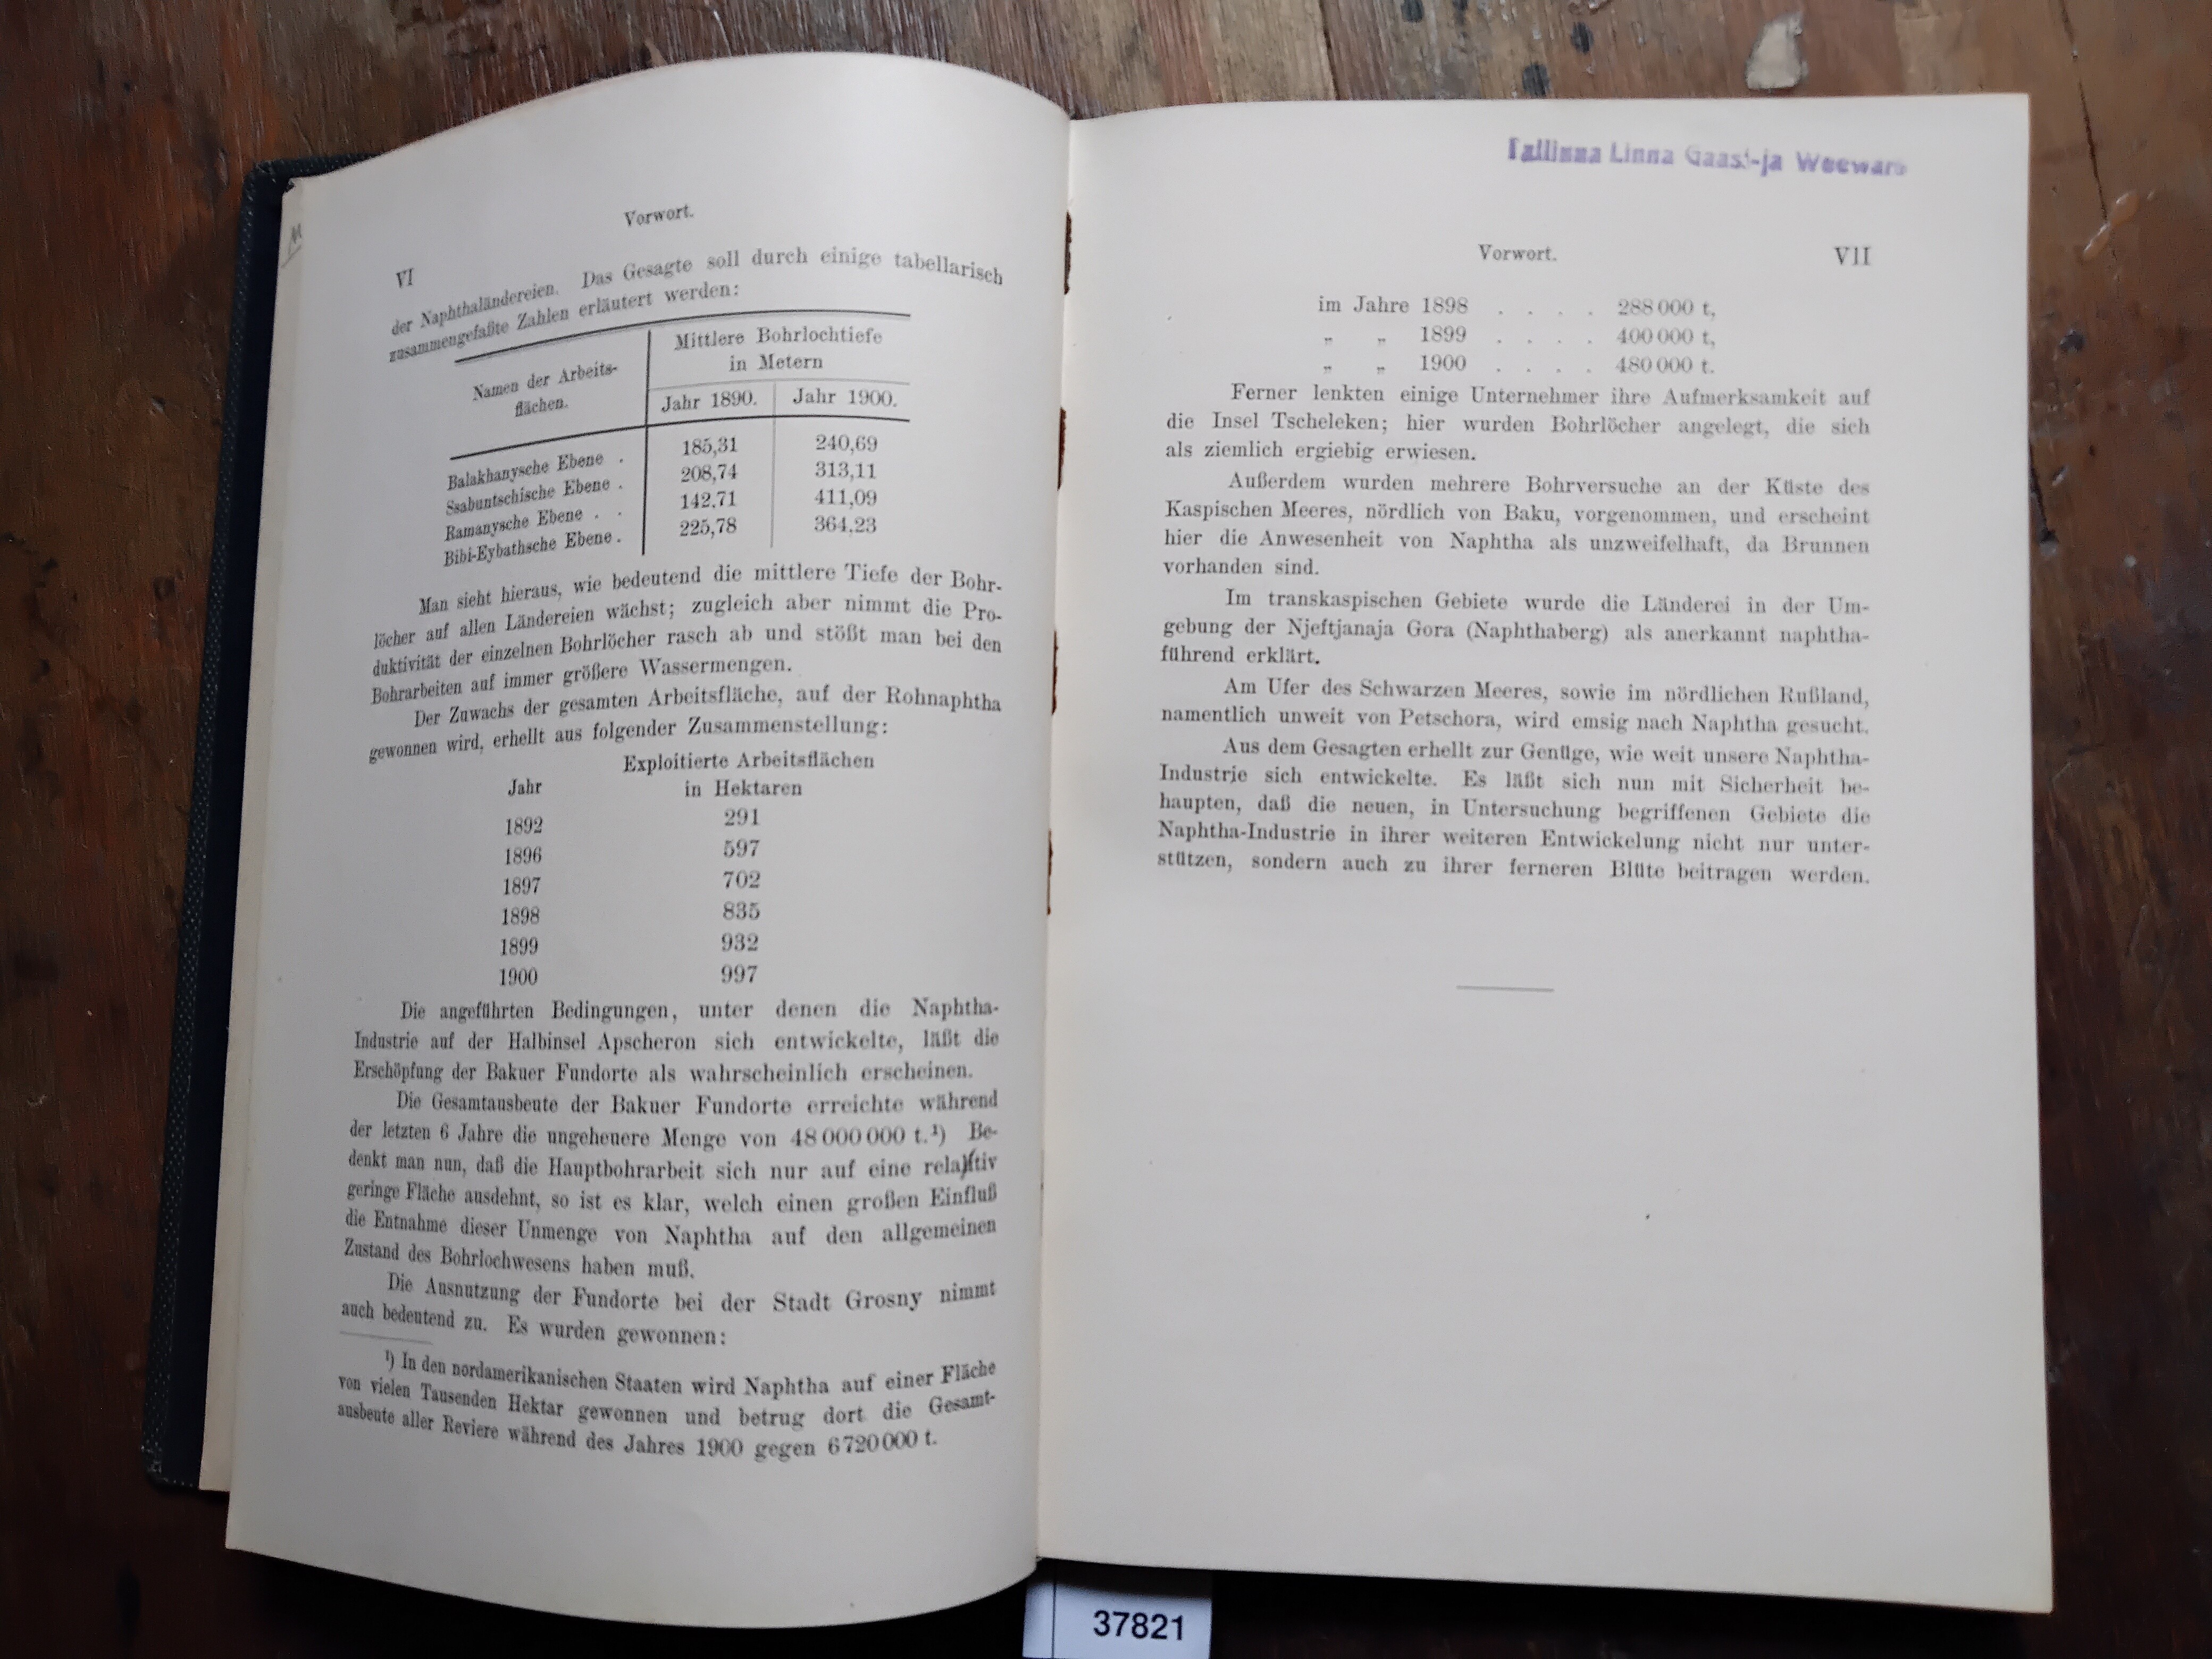 Vorwort.
VI
der Naphthaländereien. Das Gesagte soll durch einige tabellarisch
zusammengefaßte Zahlen erläutert werden:
Namen der Arbeits-
flächen.
Mittlere Bohrlochtiefe
in Metern
Jahr 1890. Jahr 1900.
Balakhanysche Ebene . 185,31 240,69
Ssabuntschische Ebene . 208,74 313,11
Ramanysche Ebene . . 142,71 411,09
Bibi-Eybathsche Ebene . 225,78 364,23
Man sieht hieraus, wie bedeutend die mittlere Tiefe der Bohr-
löcher auf allen Ländereien wächst; zugleich aber nimmt die Pro-
duktivität der einzelnen Bohrlöcher rasch ab und stößt man bei den
Bohrarbeiten auf immer größere Wassermengen.
Der Zuwachs der gesamten Arbeitsfläche, auf der Rohnaphtha
gewonnen wird, erhellt aus folgender Zusammenstellung:
Exploitierte Arbeitsflächen
Jahr in Hektaren
1892 291
1896 597
1897 702
1898 835
1899 932
1900 997
Die angeführten Bedingungen, unter denen die Naphtha-
Industrie auf der Halbinsel Apscheron sich entwickelte, läßt die
Erschöpfung der Bakuer Fundorte als wahrscheinlich erscheinen.
Die Gesamtausbeute der Bakuer Fundorte erreichte während
der letzten 6 Jahre die ungeheuere Menge von 48 000 000 t.¹) Be-
denkt man nun, daß die Hauptbohrarbeit sich nur auf eine relativ
geringe Fläche ausdehnt, so ist es klar, welch einen großen Einfluß
die Entnahme dieser Unmenge von Naphtha auf den allgemeinen
Zustand des Bohrlochwesens haben muß.
Die Ausnutzung der Fundorte bei der Stadt Grosny nimmt
auch bedeutend zu. Es wurden gewonnen:
¹) In den nordamerikanischen Staaten wird Naphtha auf einer Fläche
von vielen Tausenden Hektar gewonnen und betrug dort die Gesamt-
ausbeute aller Reviere während des Jahres 1900 gegen 6 720 000 t.
Tallinna Linna Gaasi-ja Weewärk
Vorwort. VII
im Jahre 1898 . . . . 288 000 t,
„ „ 1899 . . . . 400 000 t,
„ „ 1900 . . . . 480 000 t.
Ferner lenkten einige Unternehmer ihre Aufmerksamkeit auf
die Insel Tscheleken; hier wurden Bohrlöcher angelegt, die sich
als ziemlich ergiebig erwiesen.
Außerdem wurden mehrere Bohrversuche an der Küste des
Kaspischen Meeres, nördlich von Baku, vorgenommen, und erscheint
hier die Anwesenheit von Naphtha als unzweifelhaft, da Brunnen
vorhanden sind.
Im transkaspischen Gebiete wurde die Länderei in der Um-
gebung der Njeftjanaja Gora (Naphthaberg) als anerkannt naphtha-
führend erklärt.
Am Ufer des Schwarzen Meeres, sowie im nördlichen Rußland,
namentlich unweit von Petschora, wird emsig nach Naphtha gesucht.
Aus dem Gesagten erhellt zur Genüge, wie weit unsere Naphtha-
Industrie sich entwickelte. Es läßt sich nun mit Sicherheit be-
haupten, daß die neuen, in Untersuchung begriffenen Gebiete die
Naphtha-Industrie in ihrer weiteren Entwickelung nicht nur unter-
stützen, sondern auch zu ihrer ferneren Blüte beitragen werden.
37821